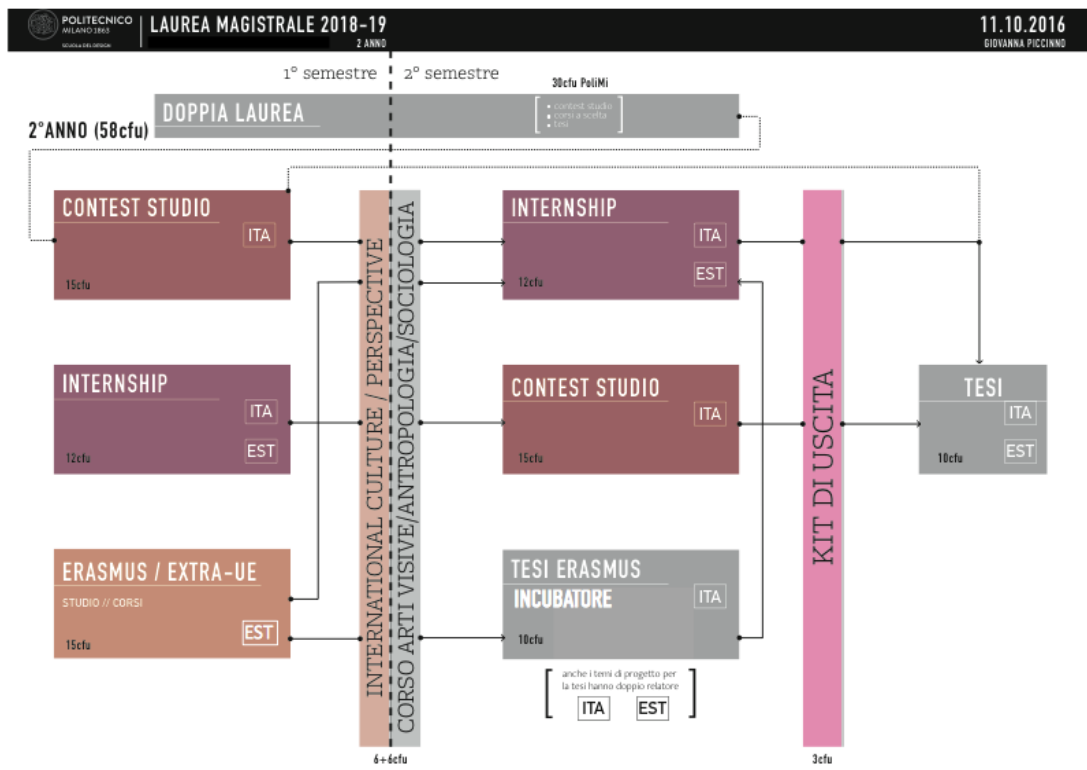 POLITECNICO
MILANO 1863
SCUOLA DEL DESIGN
LAUREA MAGISTRALE 2018-19
2 ANNO
11.10.2016
GIOVANNA PICCINNO
1° semestre
2° semestre
30cfu PoliMi
DOPPIA LAUREA
• contest studio
• corsi a scelta
• tesi
2°ANNO (58cfu)
CONTEST STUDIO
ITA
15cfu
INTERNSHIP
ITA
EST
12cfu
ERASMUS / EXTRA-UE
STUDIO // CORSI
EST
15cfu
INTERNATIONAL CULTURE / PERSPECTIVE
CORSO ARTI VISIVE/ANTROPOLOGIA/SOCIOLOGIA
6+6cfu
INTERNSHIP
ITA
EST
12cfu
CONTEST STUDIO
ITA
15cfu
TESI ERASMUS
INCUBATORE
ITA
10cfu
anche i temi di progetto per
la tesi hanno doppio relatore
ITA EST
KIT DI USCITA
3cfu
TESI
ITA
EST
10cfu